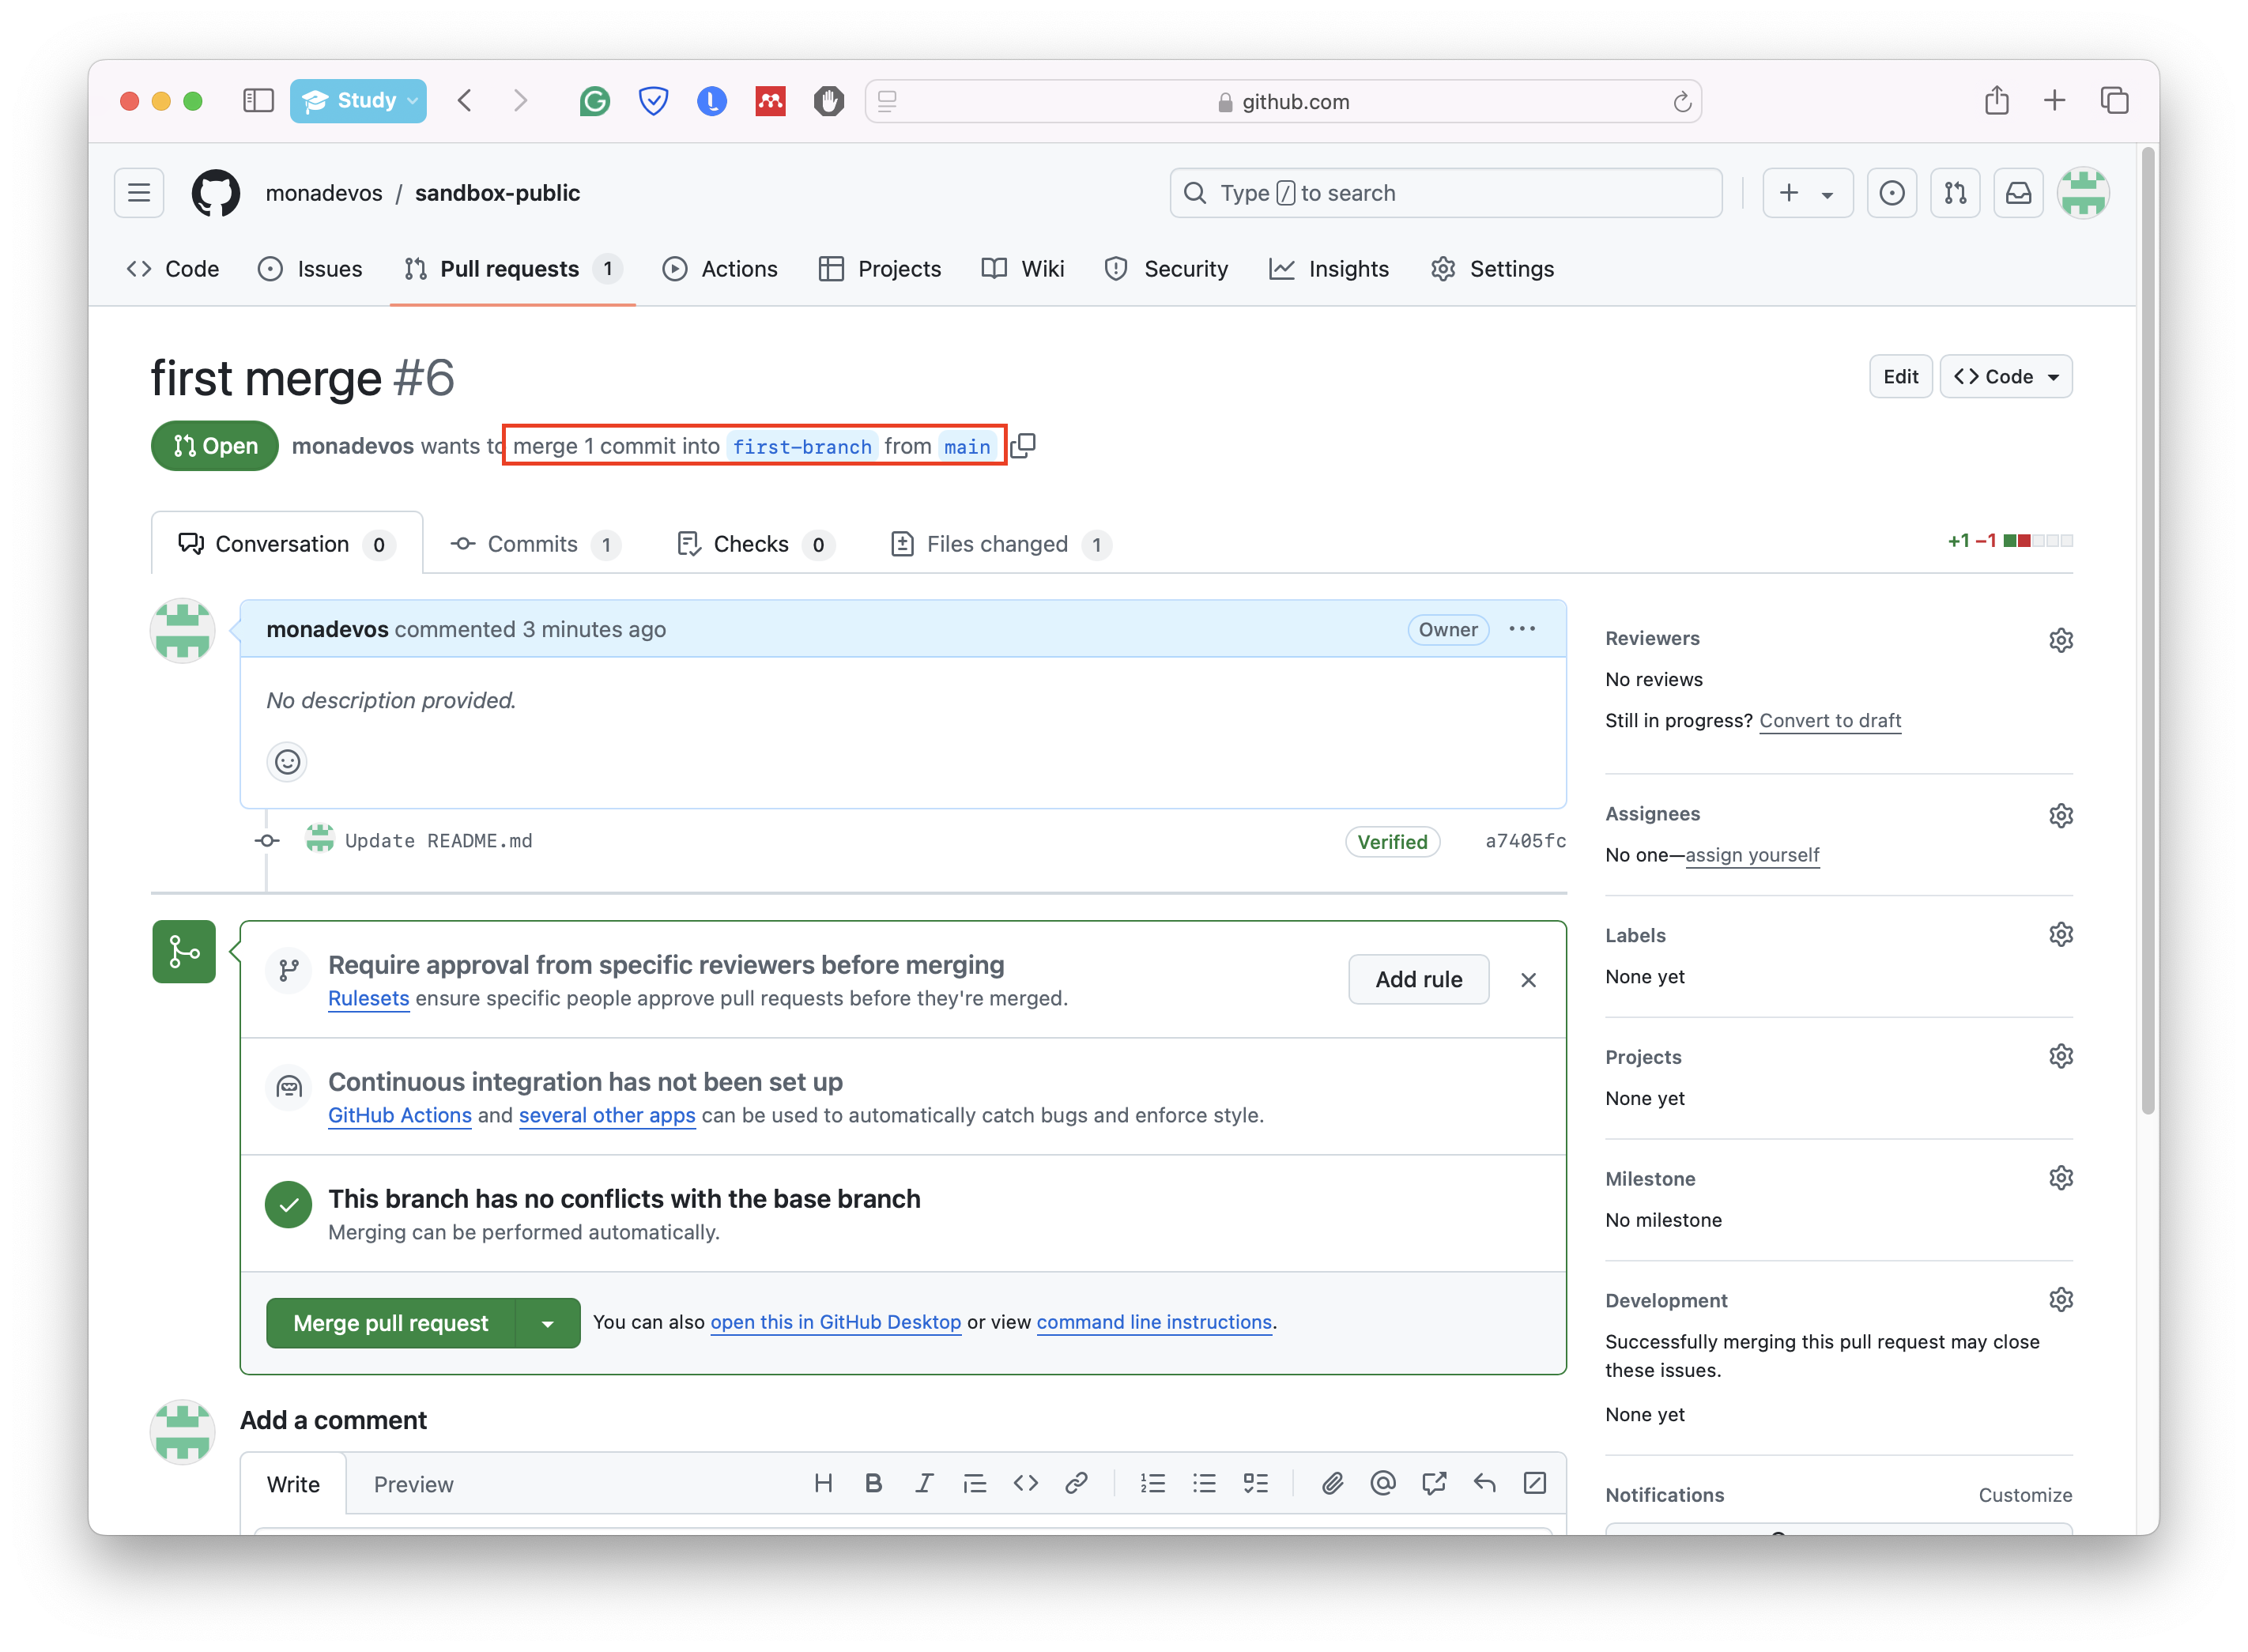 Study
github.com
monadevos / sandbox-public
Type / to search
Code
Issues
Pull requests 1
Actions
Projects
Wiki
Security
Insights
Settings
first merge #6
Edit
Code
Open
monadevos wants to merge 1 commit into first-branch from main
Conversation 0
Commits 1
Checks 0
Files changed 1
+1 −1
monadevos commented 3 minutes ago
Owner
No description provided.
Update README.md
Verified
a7405fc
Require approval from specific reviewers before merging
Rulesets ensure specific people approve pull requests before they're merged.
Add rule
Continuous integration has not been set up
GitHub Actions and several other apps can be used to automatically catch bugs and enforce style.
This branch has no conflicts with the base branch
Merging can be performed automatically.
Merge pull request
You can also open this in GitHub Desktop or view command line instructions.
Add a comment
Write
Preview
Reviewers
No reviews
Still in progress? Convert to draft
Assignees
No one—assign yourself
Labels
None yet
Projects
None yet
Milestone
No milestone
Development
Successfully merging this pull request may close
these issues.
None yet
Notifications
Customize